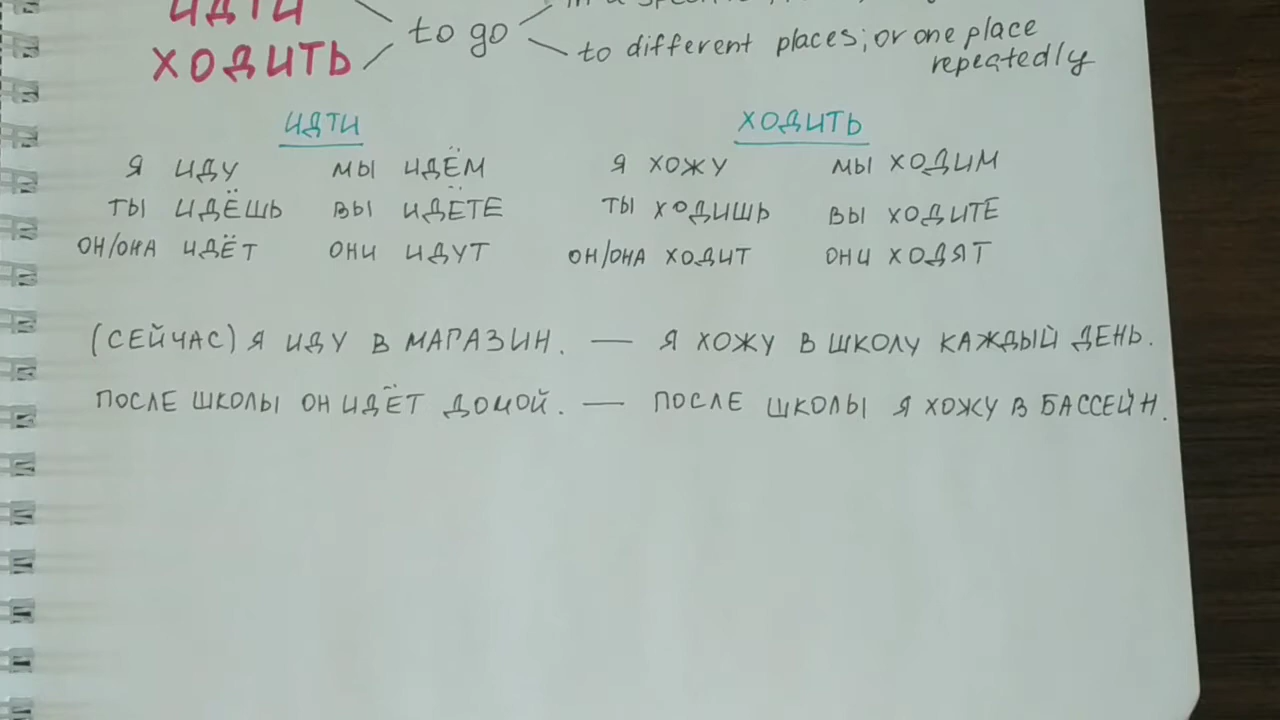 ИДТИ
ХОДИТЬ
to go
in a
to different places; or one place
repeatedly
ИДТИ
Я ИДУ МЫ ИДЁМ
ТЫ ИДЁШЬ ВЫ ИДЁТЕ
ОН/ОНА ИДЁТ ОНИ ИДУТ
ХОДИТЬ
Я ХОЖУ МЫ ХОДИМ
ТЫ ХОДИШЬ ВЫ ХОДИТЕ
ОН/ОНА ХОДИТ ОНИ ХОДЯТ
(СЕЙЧАС) Я ИДУ В МАГАЗИН. — Я ХОЖУ В ШКОЛУ КАЖДЫЙ ДЕНЬ.
ПОСЛЕ ШКОЛЫ ОН ИДЁТ ДОМОЙ. — ПОСЛЕ ШКОЛЫ Я ХОЖУ В БАССЕЙН.